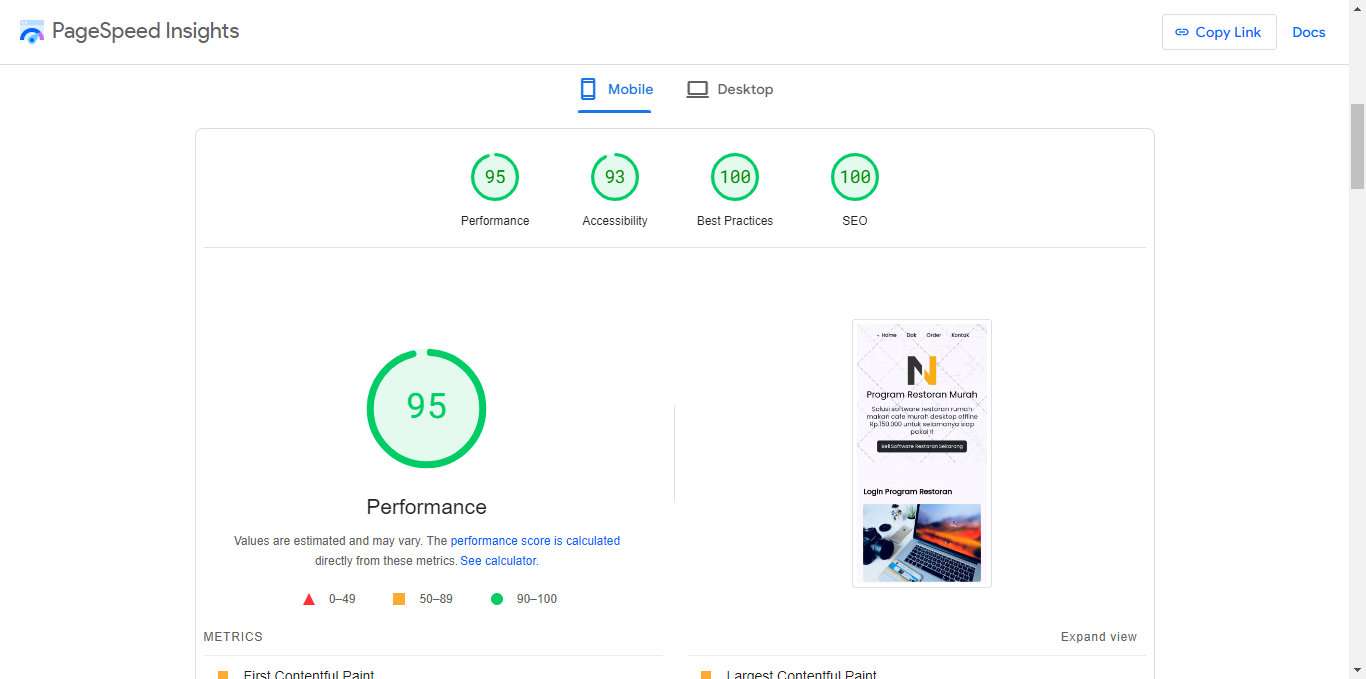 PageSpeed Insights
Copy Link
Docs
Mobile
Desktop
95
93
100
100
Performance
Accessibility
Best Practices
SEO
95
Performance
Values are estimated and may vary. The performance score is calculated
directly from these metrics. See calculator.
0–49
50–89
90–100
Home Dok Order Kontak
N
Program Restoran Murah
Solusi software restoran rumah
makan cafe murah desktop offline
Rp.150.000 untuk selamanya siap
pakai !!
Beli Software Restoran Sekarang
Login Program Restoran
METRICS
Expand view
First Contentful Paint
Largest Contentful Paint